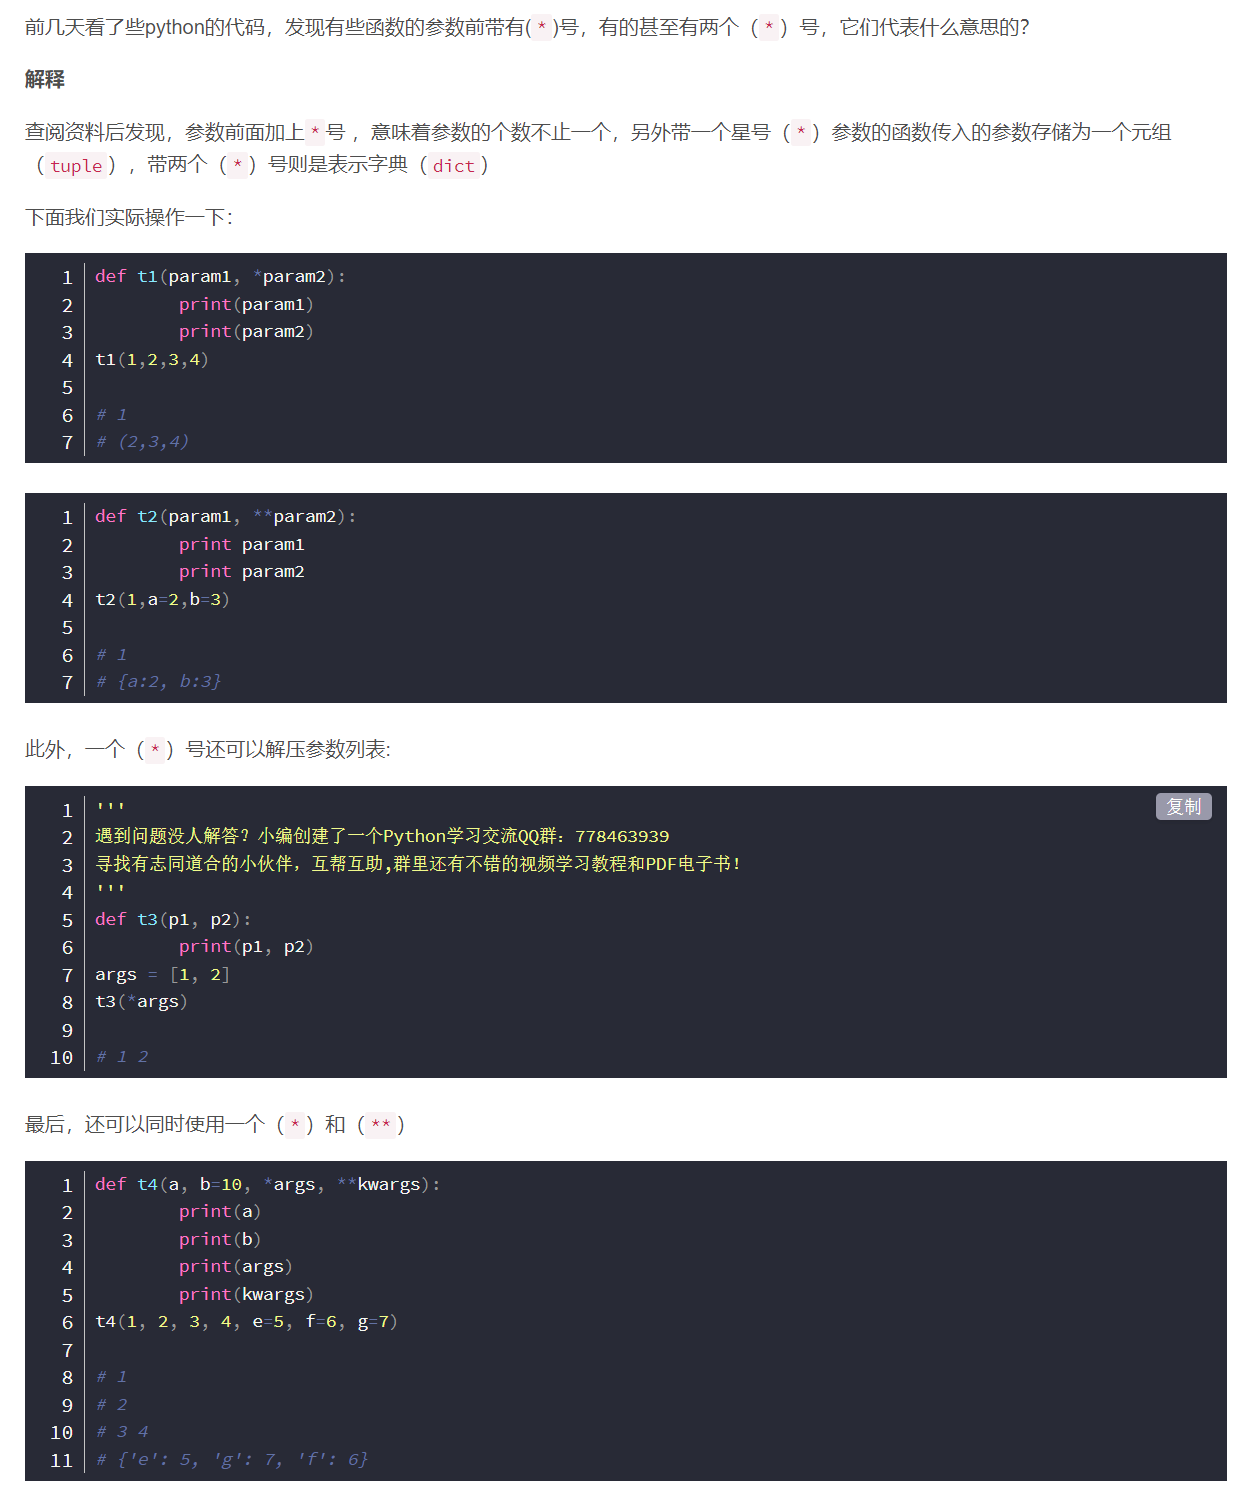 前几天看了些python的代码，发现有些函数的参数前带有(*)号，有的甚至有两个（*）号，它们代表什么意思的？
解释
查阅资料后发现，参数前面加上*号 ，意味着参数的个数不止一个，另外带一个星号（*）参数的函数传入的参数存储为一个元组
（tuple），带两个（*）号则是表示字典（dict）
下面我们实际操作一下：
1 def t1(param1, *param2):
2         print(param1)
3         print(param2)
4 t1(1,2,3,4)
5
6 # 1
7 # (2,3,4)
1 def t2(param1, **param2):
2         print param1
3         print param2
4 t2(1,a=2,b=3)
5
6 # 1
7 # {a:2, b:3}
此外，一个（*）号还可以解压参数列表:
复制
1 '''
2 遇到问题没人解答？小编创建了一个Python学习交流QQ群：778463939
3 寻找有志同道合的小伙伴，互帮互助,群里还有不错的视频学习教程和PDF电子书！
4 '''
5 def t3(p1, p2):
6         print(p1, p2)
7 args = [1, 2]
8 t3(*args)
9
10 # 1 2
最后，还可以同时使用一个（*）和（**）
1 def t4(a, b=10, *args, **kwargs):
2         print(a)
3         print(b)
4         print(args)
5         print(kwargs)
6 t4(1, 2, 3, 4, e=5, f=6, g=7)
7
8 # 1
9 # 2
10 # 3 4
11 # {'e': 5, 'g': 7, 'f': 6}